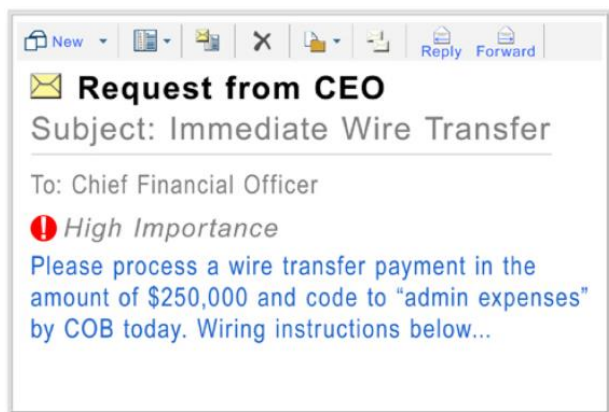 New
Reply Forward
Request from CEO
Subject: Immediate Wire Transfer
To: Chief Financial Officer
! High Importance
Please process a wire transfer payment in the
amount of $250,000 and code to “admin expenses”
by COB today. Wiring instructions below...